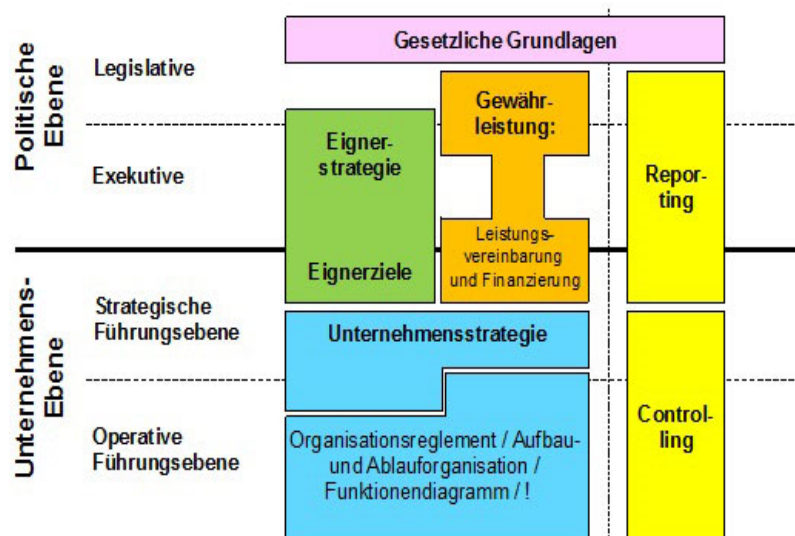 Politische
Ebene
Unternehmens-
Ebene
Legislative
Exekutive
Strategische
Führungsebene
Operative
Führungsebene
Gesetzliche Grundlagen
Eigner-
strategie
Eignerziele
Gewähr-
leistung:
Leistungs-
vereinbarung
und Finanzierung
Repor-
ting
Unternehmensstrategie
Organisationsreglement / Aufbau-
und Ablauforganisation /
Funktionendiagramm / !
Control-
ling